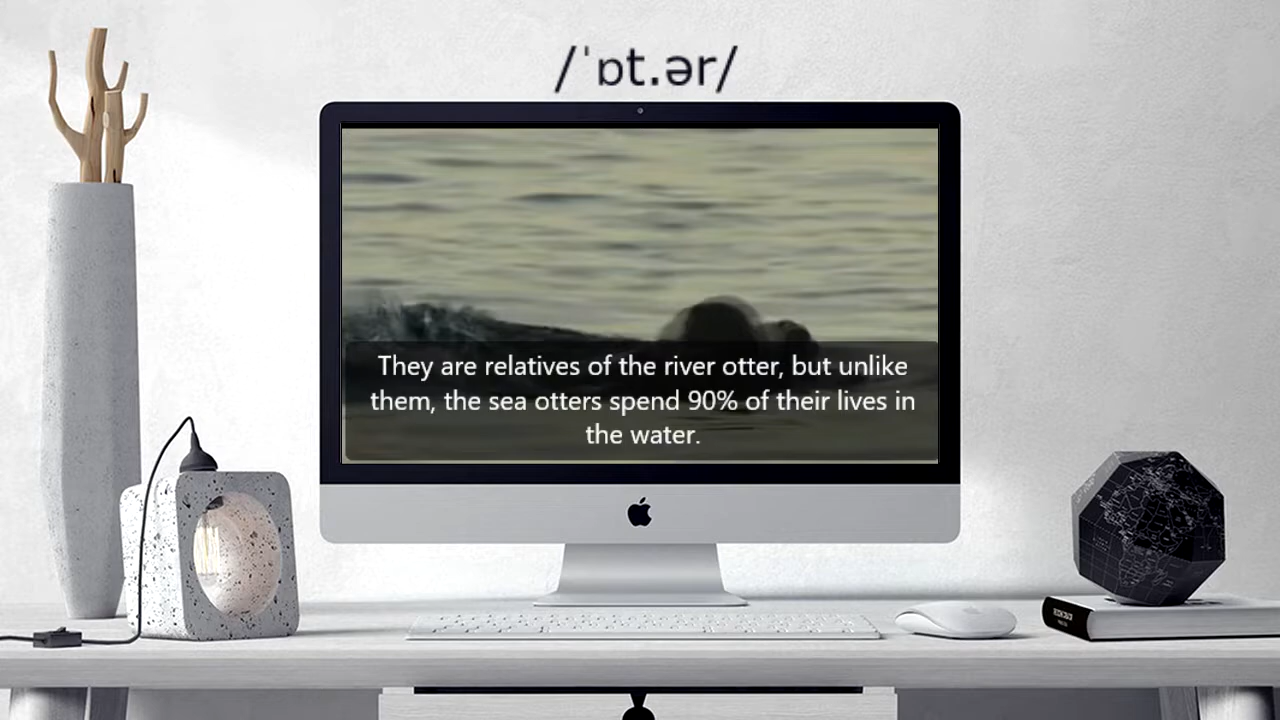 /ˈɒt.ər/
They are relatives of the river otter, but unlike
them, the sea otters spend 90% of their lives in
the water.